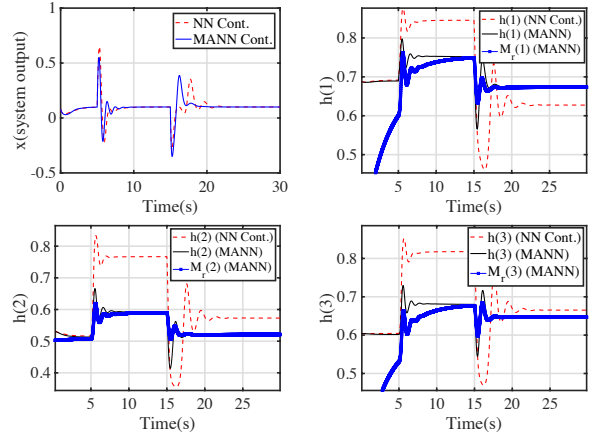 1
NN Cont.
MANN Cont.
0.5
0
-0.5
0
10
20
30
x(system output)
Time(s)
h(1) (NN Cont.)
h(1) (MANN)
M_r(1) (MANN)
0.8
0.7
0.6
0.5
5
10
15
20
25
h(1)
Time(s)
h(2) (NN Cont.)
h(2) (MANN)
M_r(2) (MANN)
0.8
0.7
0.6
0.5
0.4
5
10
15
20
25
h(2)
Time(s)
h(3) (NN Cont.)
h(3) (MANN)
M_r(3) (MANN)
0.8
0.7
0.6
0.5
5
10
15
20
25
h(3)
Time(s)